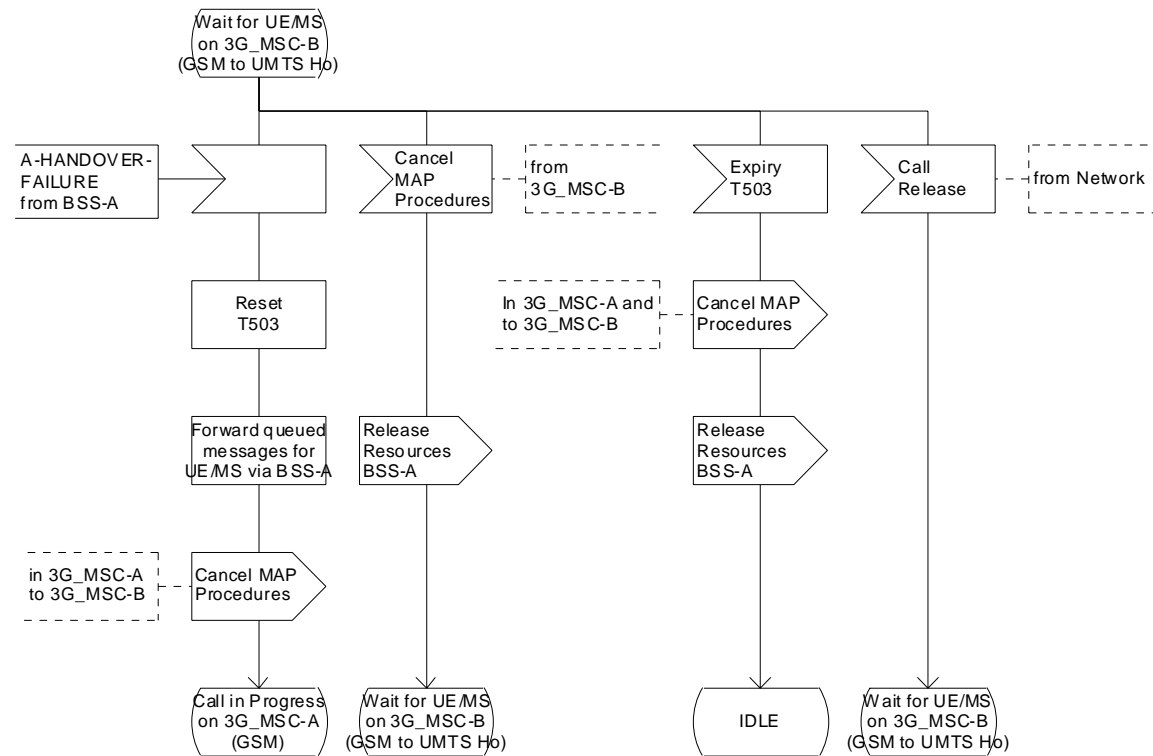 Wait for UE/MS
on 3G_MSC-B
(GSM to UMTS Ho)
A-HANDOVER-
FAILURE
from BSS-A
Cancel
MAP
Procedures
from
3G_MSC-B
Expiry
T503
Call
Release
from Network
Reset
T503
In 3G_MSC-A and
to 3G_MSC-B
Cancel MAP
Procedures
Forward queued
messages for
UE/MS via BSS-A
Release
Resources
BSS-A
Release
Resources
BSS-A
in 3G_MSC-A
to 3G_MSC-B
Cancel MAP
Procedures
Call in Progress
on 3G_MSC-A
(GSM)
Wait for UE/MS
on 3G_MSC-B
(GSM to UMTS Ho)
IDLE
Wait for UE/MS
on 3G_MSC-B
(GSM to UMTS Ho)